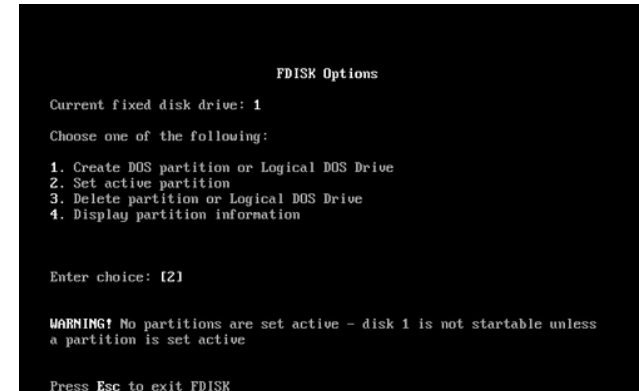 FDISK Options
Current fixed disk drive: 1
Choose one of the following:
1. Create DOS partition or Logical DOS Drive
2. Set active partition
3. Delete partition or Logical DOS Drive
4. Display partition information
Enter choice: [2]
WARNING! No partitions are set active - disk 1 is not startable unless
a partition is set active
Press Esc to exit FDISK